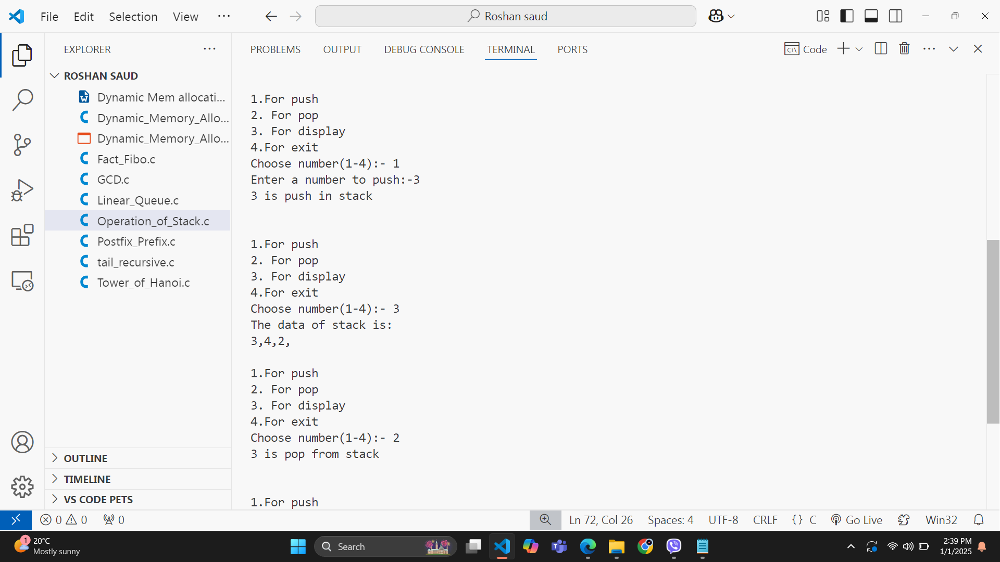 File Edit Selection View ···
Roshan saud
EXPLORER ···
ROSHAN SAUD
Dynamic Mem allocati...
Dynamic_Memory_Allo...
Dynamic_Memory_Allo...
Fact_Fibo.c
GCD.c
Linear_Queue.c
Operation_of_Stack.c
Postfix_Prefix.c
tail_recursive.c
Tower_of_Hanoi.c
OUTLINE
TIMELINE
VS CODE PETS
PROBLEMS OUTPUT DEBUG CONSOLE TERMINAL PORTS
Code
1.For push
2. For pop
3. For display
4.For exit
Choose number(1-4):- 1
Enter a number to push:-3
3 is push in stack
1.For push
2. For pop
3. For display
4.For exit
Choose number(1-4):- 3
The data of stack is:
3,4,2,
1.For push
2. For pop
3. For display
4.For exit
Choose number(1-4):- 2
3 is pop from stack
1.For push
0 0 0
Ln 72, Col 26 Spaces: 4 UTF-8 CRLF {} C Go Live Win32
1
20°C
Mostly sunny
Search
2:39 PM
1/1/2025